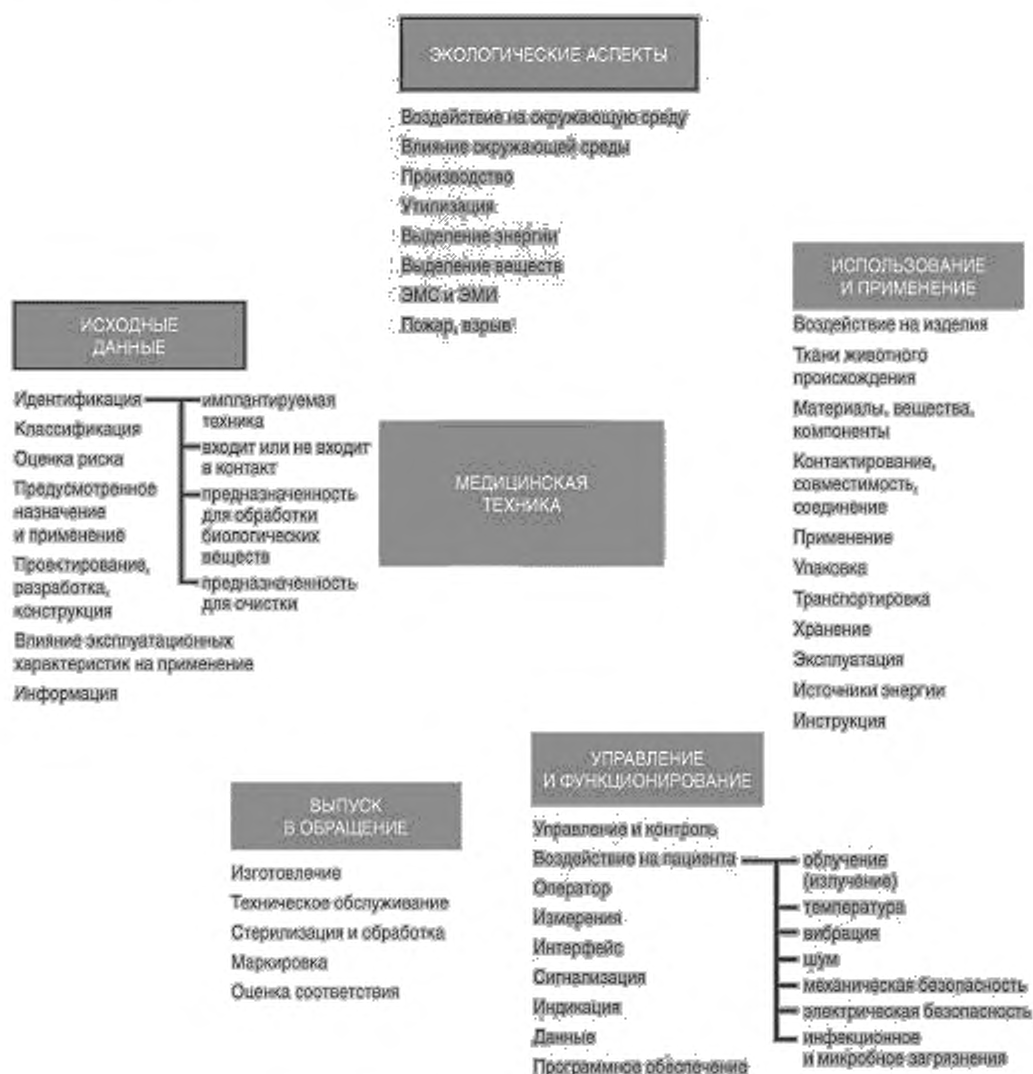 ЭКОЛОГИЧЕСКИЕ АСПЕКТЫ
Воздействие на окружающую среду
Влияние окружающей среды
Производство
Утилизация
Выделение энергии
Выделение веществ
ЭМС и ЭМИ
Пожар, взрыв
ИСХОДНЫЕ
ДАННЫЕ
Идентификация
Классификация
Оценка риска
Предусмотренное
назначение
и применение
Проектирование,
разработка,
конструкция
Влияние эксплуатационных
характеристик на применение
Информация
имплантируемая
техника
входит или не входит
в контакт
предназначенность
для обработки
биологических
веществ
предназначенность
для очистки
МЕДИЦИНСКАЯ
ТЕХНИКА
ИСПОЛЬЗОВАНИЕ
И ПРИМЕНЕНИЕ
Воздействие на изделия
Ткани животного
происхождения
Материалы, вещества,
компоненты
Контактирование,
совместимость,
соединение
Применение
Упаковка
Транспортировка
Хранение
Эксплуатация
Источники энергии
Инструкция
ВЫПУСК
В ОБРАЩЕНИЕ
Изготовление
Техническое обслуживание
Стерилизация и обработка
Маркировка
Оценка соответствия
УПРАВЛЕНИЕ
И ФУНКЦИОНИРОВАНИЕ
Управление и контроль
Воздействие на пациента
Оператор
Измерения
Интерфейс
Сигнализация
Индикация
Данные
Программное обеспечение
облучение
(излучение)
температура
вибрация
шум
механическая безопасность
электрическая безопасность
инфекционное
и микробное загрязнения